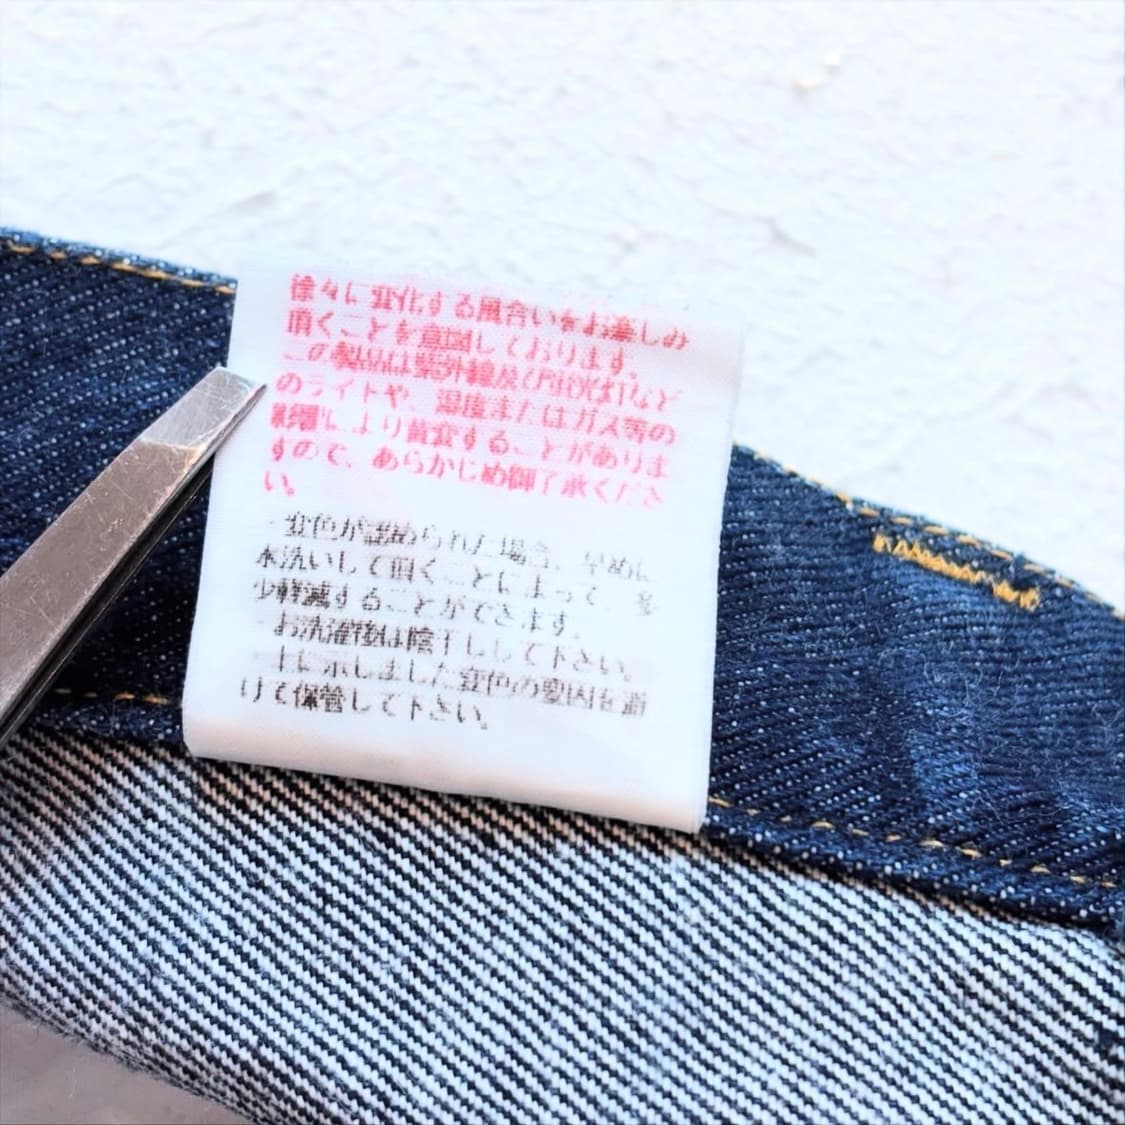 徐々に変化する風合いをお楽しみ
頂くことを意図しております。
この製品は紫外線及び蛍光灯など
のライトや、湿度またはガス等の
影響により黄変することがありま
すので、あらかじめ御了承くださ
い。
・変色が認められた場合、早めに
水洗いして頂くことによって、多
少軽減することができます。
・お洗濯後は陰干しして下さい。
・上に示しました変色の要因を避
けて保管して下さい。